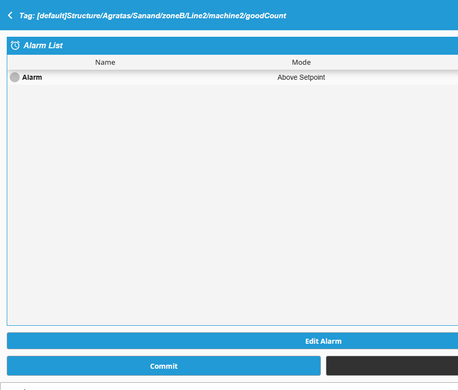 Tag: [default]Structure/Agratas/Sanand/zoneB/Line2/machine2/goodCount
Alarm List
Name Mode
Alarm Above Setpoint
Edit Alarm
Commit